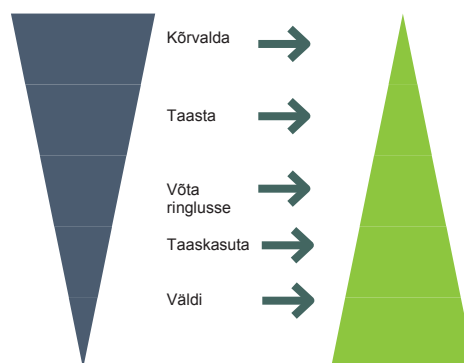 Kõrvalda
Taasta
Võta
ringlusse
Taaskasuta
Väldi